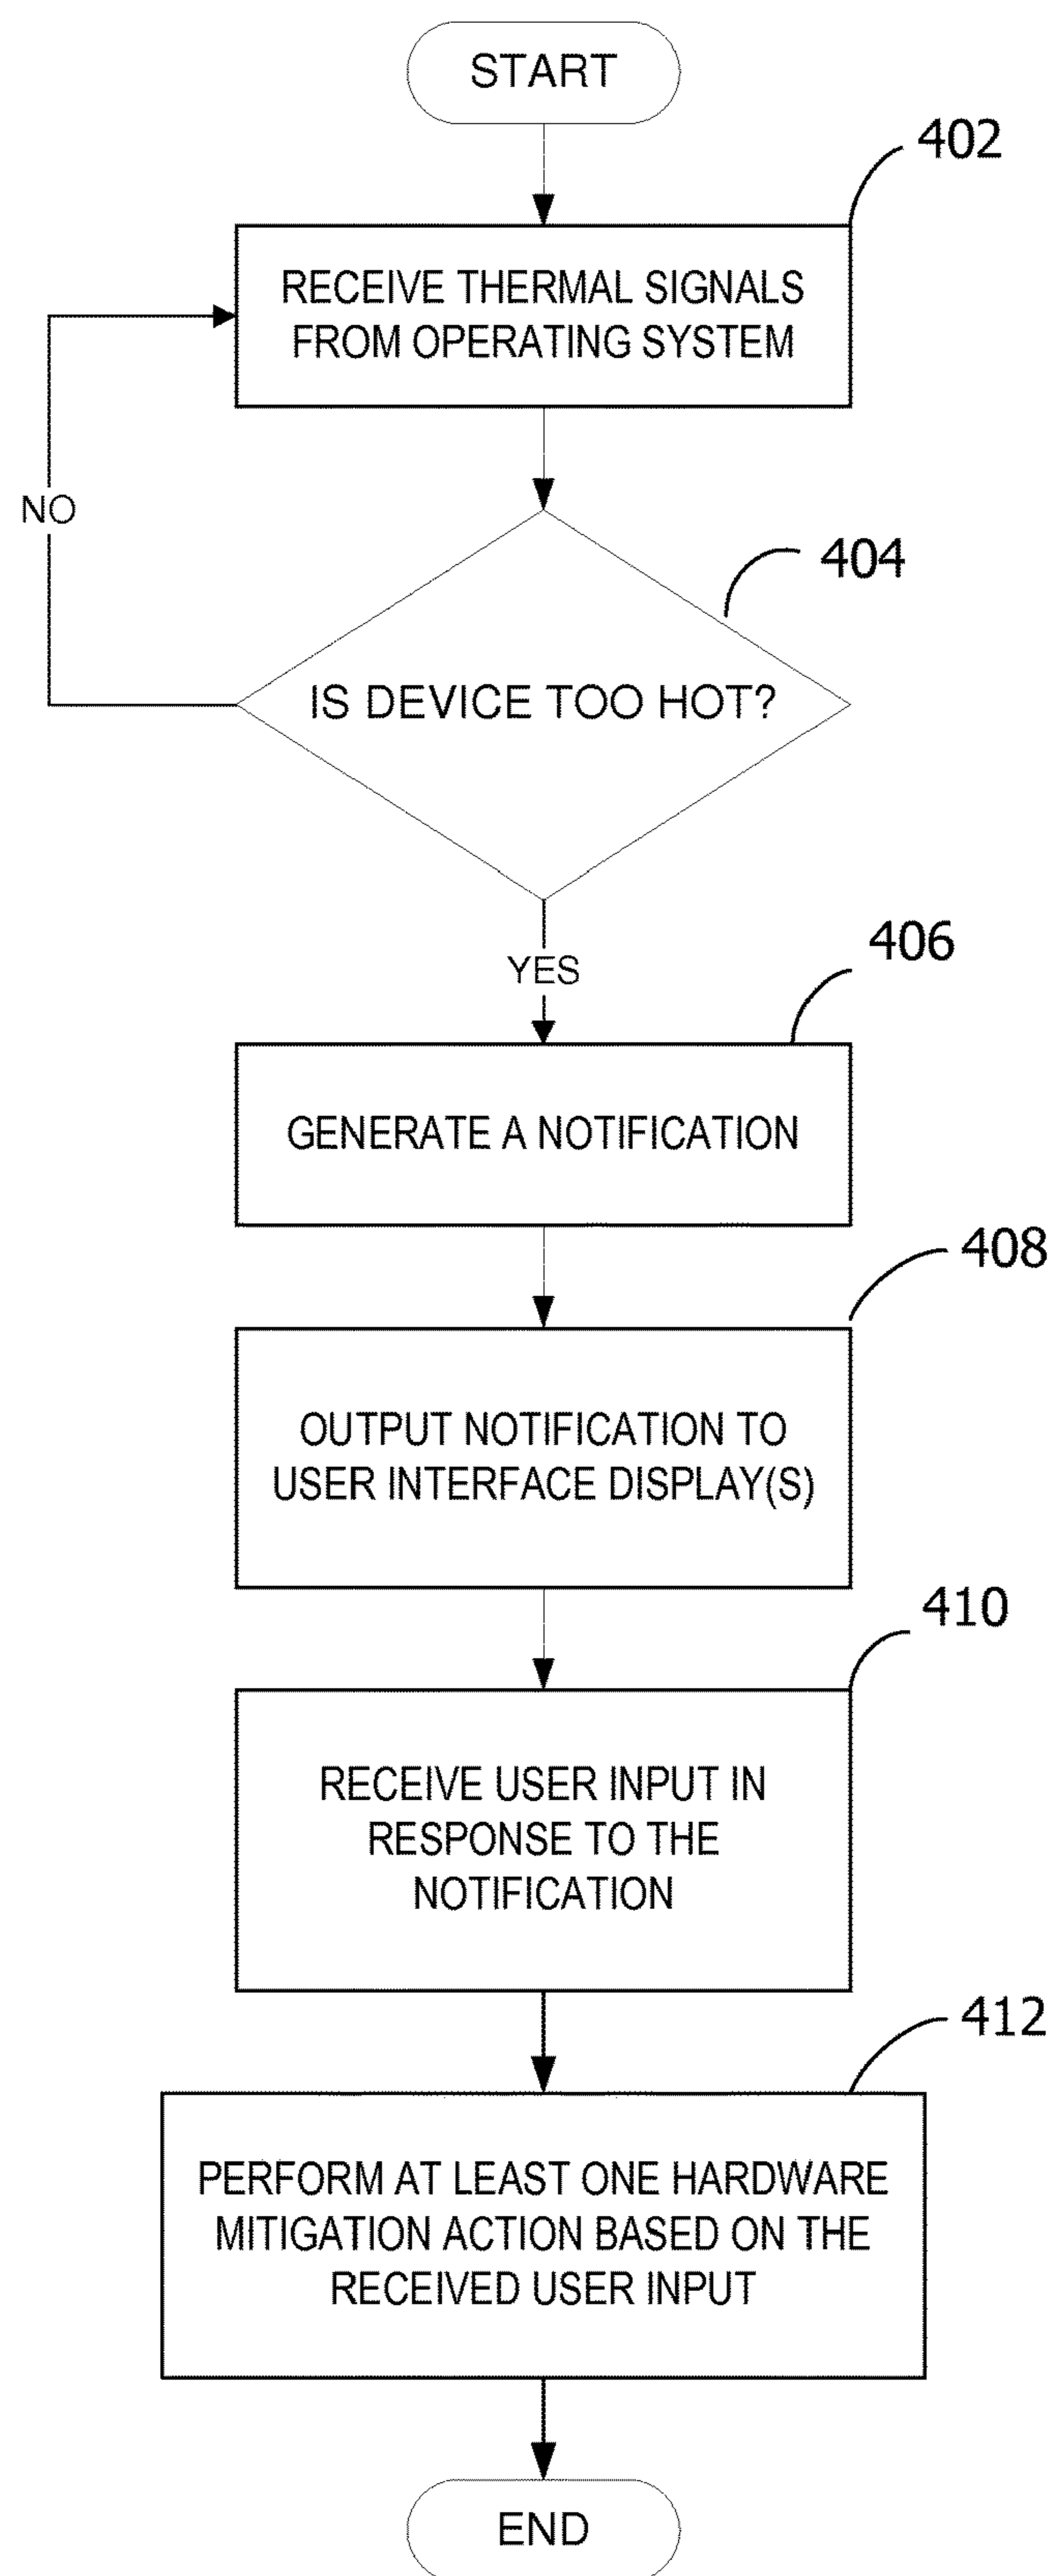 START
402
RECEIVE THERMAL SIGNALS
FROM OPERATING SYSTEM
NO
404
IS DEVICE TOO HOT?
YES
406
GENERATE A NOTIFICATION
408
OUTPUT NOTIFICATION TO
USER INTERFACE DISPLAY(S)
410
RECEIVE USER INPUT IN
RESPONSE TO THE
NOTIFICATION
412
PERFORM AT LEAST ONE HARDWARE
MITIGATION ACTION BASED ON THE
RECEIVED USER INPUT
END